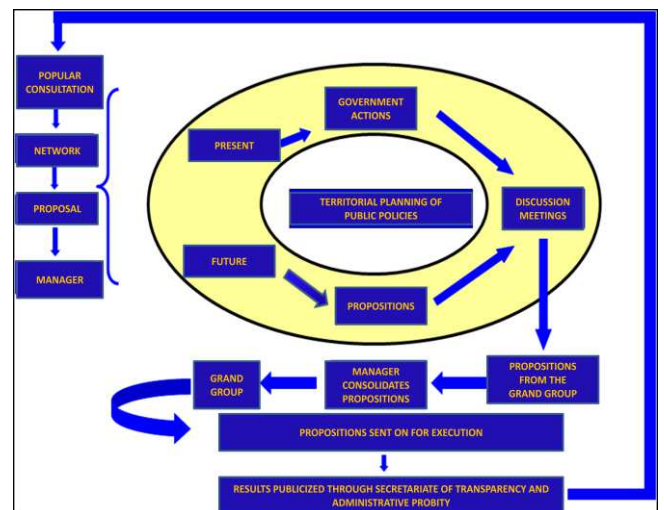 POPULAR
CONSULTATION
NETWORK
PROPOSAL
MANAGER
GOVERNMENT
ACTIONS
PRESENT
TERRITORIAL PLANNING OF
PUBLIC POLICIES
DISCUSSION
MEETINGS
FUTURE
PROPOSITIONS
GRAND
GROUP
MANAGER
CONSOLIDATES
PROPOSITIONS
PROPOSITIONS
FROM THE
GRAND GROUP
PROPOSITIONS SENT ON FOR EXECUTION
RESULTS PUBLICIZED THROUGH SECRETARIATE OF TRANSPARENCY AND
ADMINISTRATIVE PROBITY